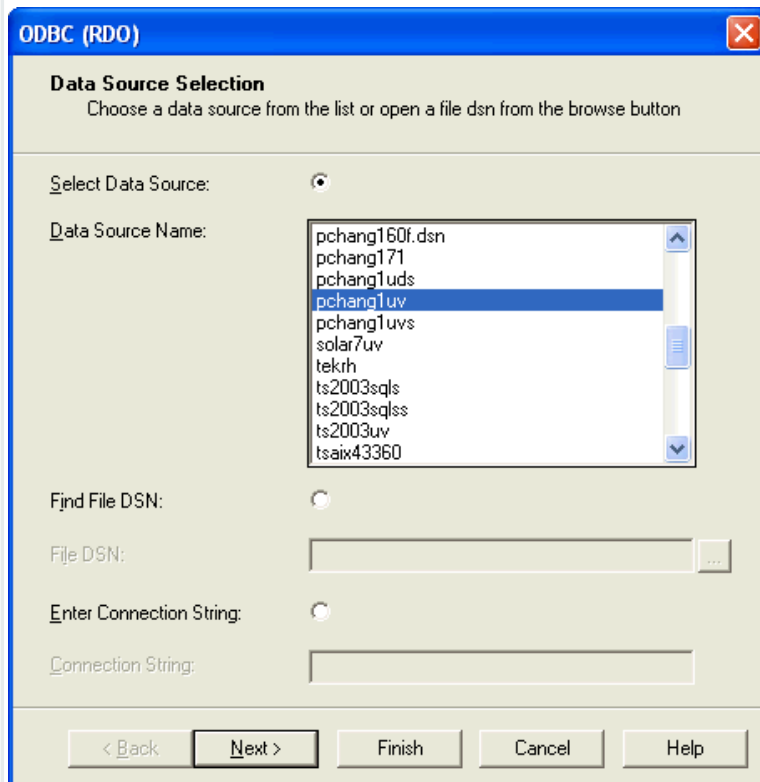 ODBC (RDO)
Data Source Selection
Choose a data source from the list or open a file dsn from the browse button
Select Data Source:
Data Source Name:
pchang160f.dsn
pchang171
pchang1uds
pchang1uv
pchang1uvs
solar7uv
tekrh
ts2003sqls
ts2003sqlss
ts2003uv
tsaix43360
Find File DSN:
File DSN:
...
Enter Connection String:
Connection String:
< Back
Next >
Finish
Cancel
Help